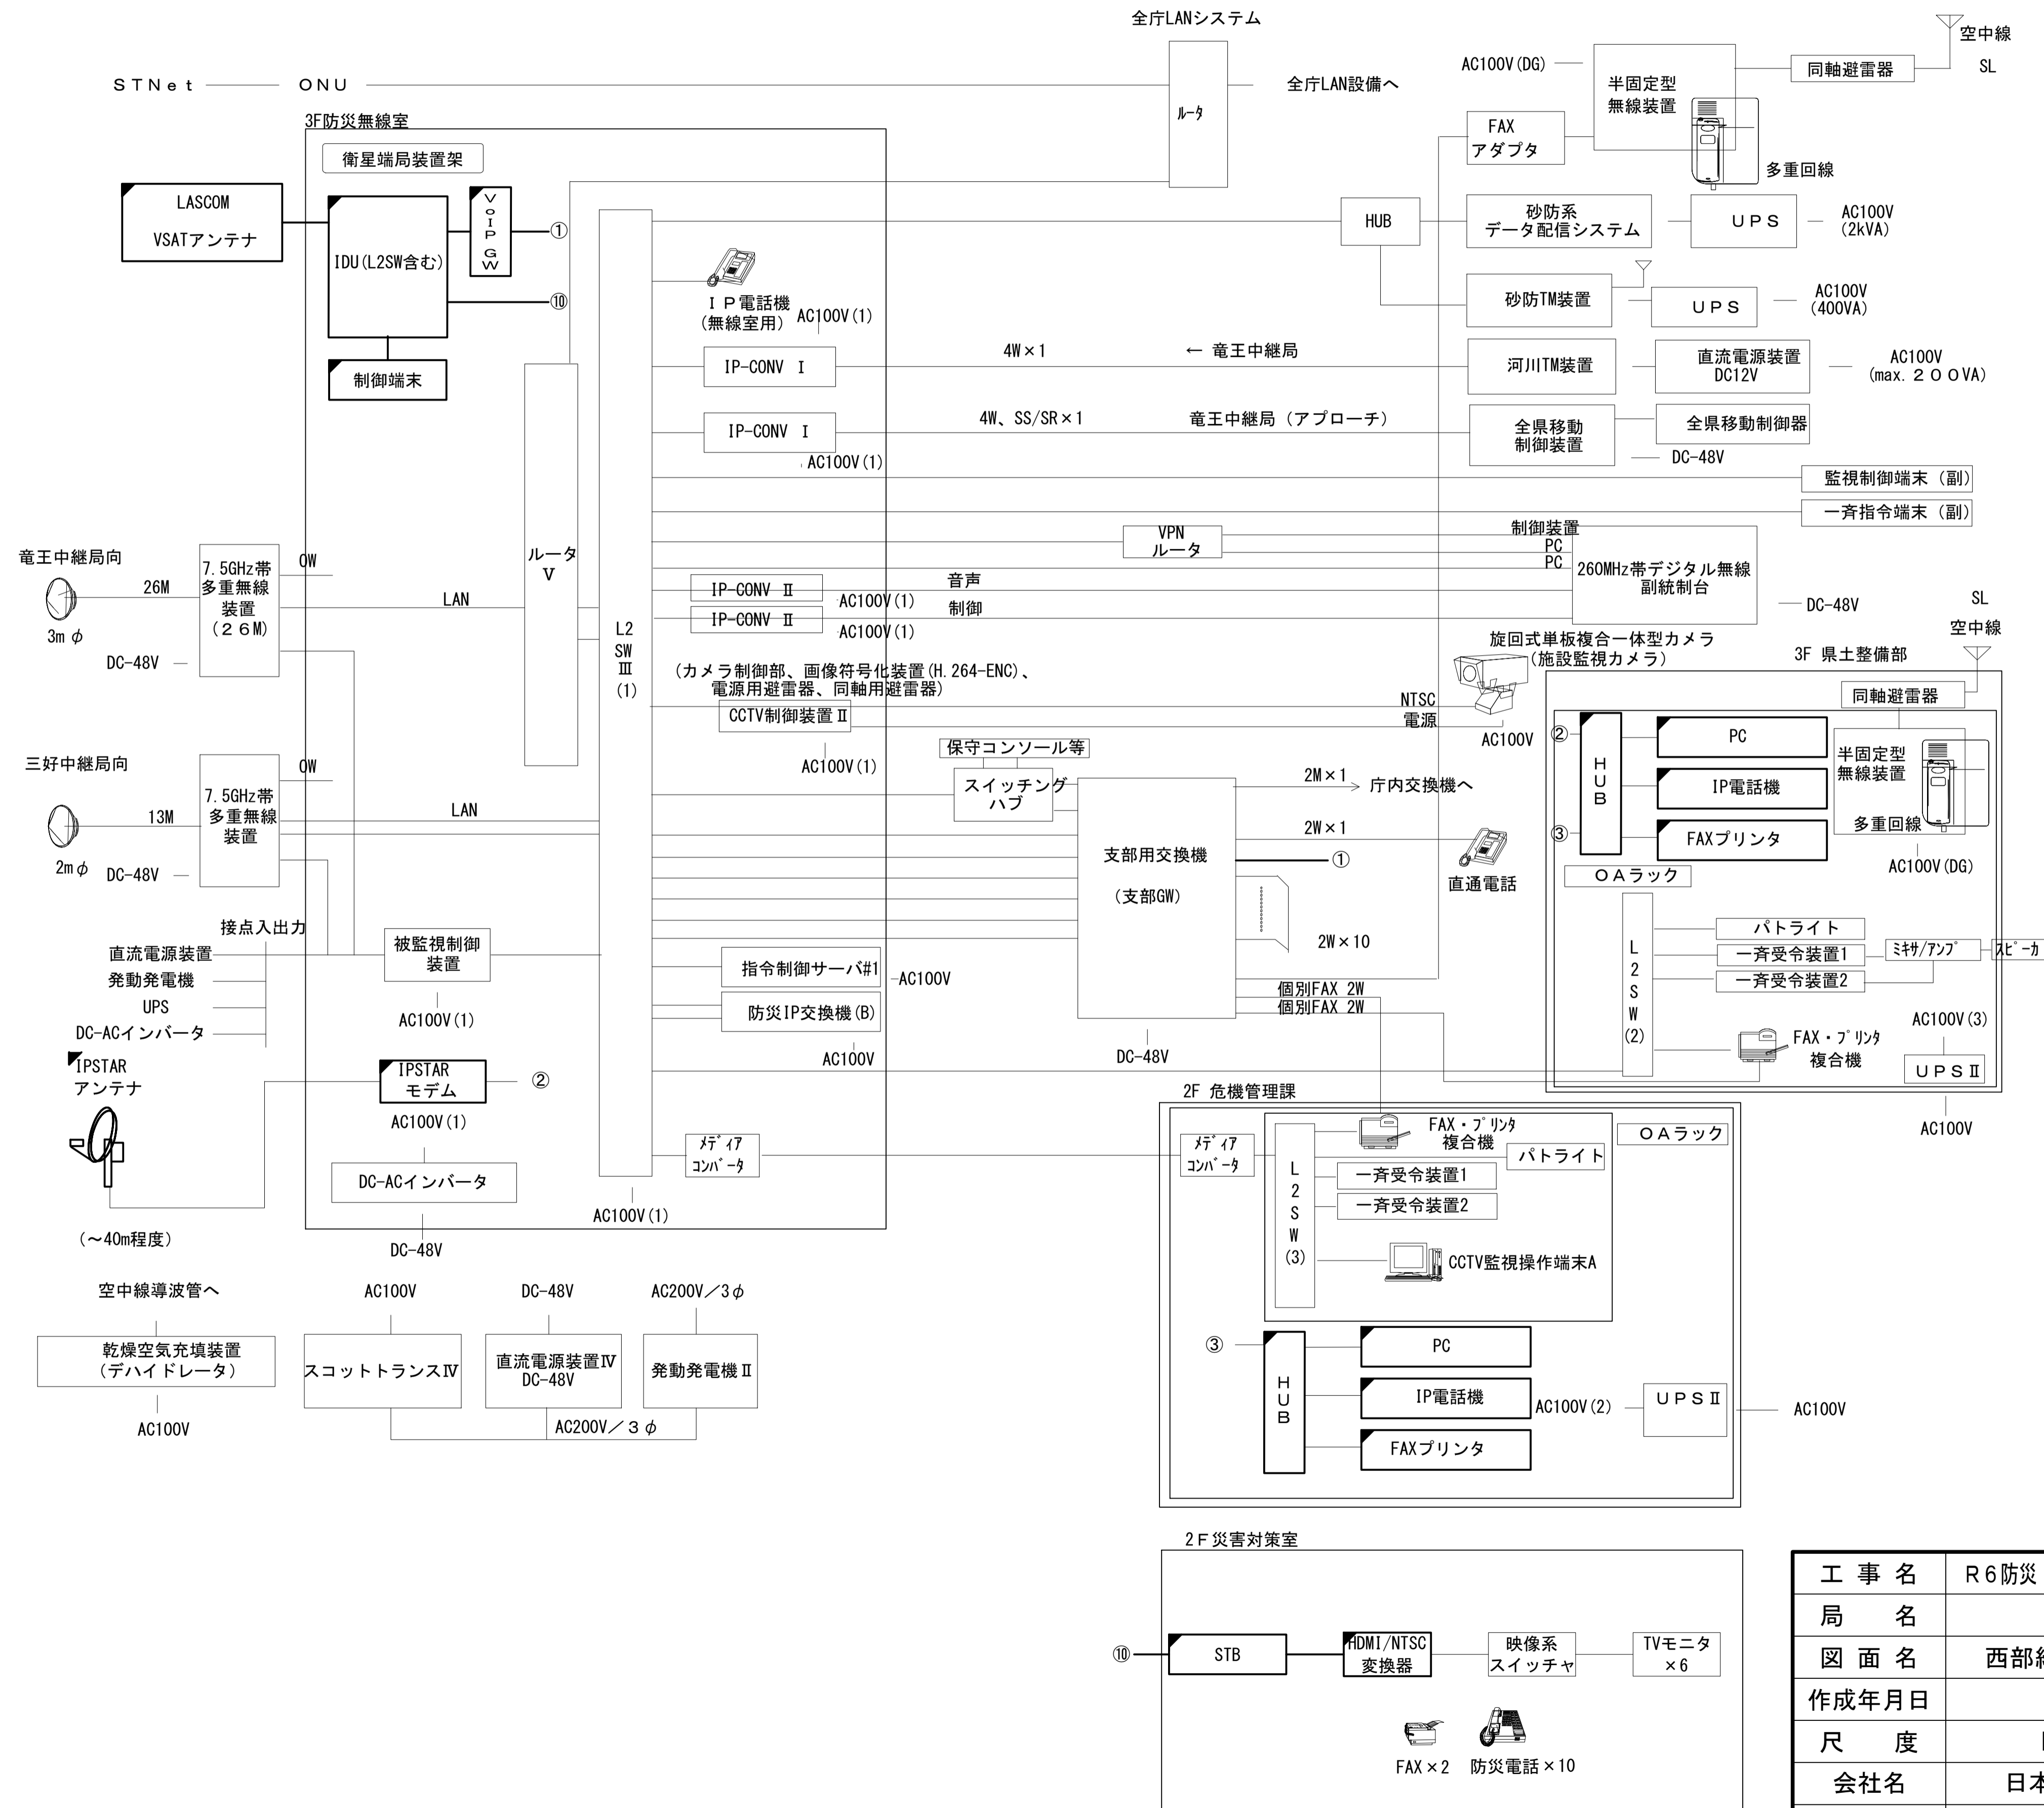 全庁LANシステム
空中線
SL
AC100V(DG)
半固定型
無線装置
同軸避雷器
STNet
ONU
ルータ
全庁LAN設備へ
FAX
アダプタ
多重回線
3F防災無線室
衛星端局装置架
LASCOM
VSATアンテナ
IDU(L2SW含む)
VoIP GW
①
⑩
制御端末
HUB
砂防系
データ配信システム
UPS
AC100V
(2kVA)
IP電話機
(無線室用)
AC100V(1)
砂防TM装置
UPS
AC100V
(400VA)
IP-CONV Ⅰ
4W×1
← 竜王中継局
河川TM装置
直流電源装置
DC12V
AC100V
(max.200VA)
IP-CONV Ⅰ
AC100V(1)
4W、SS/SR×1
竜王中継局（アプローチ）
全県移動
制御装置
全県移動制御器
DC-48V
監視制御端末（副）
一斉指令端末（副）
竜王中継局向
26M
3mφ
DC-48V
7.5GHz帯
多重無線
装置
(26M)
OW
LAN
ルータ
Ⅴ
L2
SW
Ⅲ
(1)
VPN
ルータ
制御装置
PC
PC
260MHz帯デジタル無線
副統制台
DC-48V
IP-CONV Ⅱ
音声
AC100V(1)
IP-CONV Ⅱ
制御
AC100V(1)
(カメラ制御部、画像符号化装置(H.264-ENC)、
電源用避雷器、同軸用避雷器)
CCTV制御装置Ⅱ
AC100V(1)
旋回式単板複合一体型カメラ
(施設監視カメラ)
NTSC
電源
AC100V
SL
空中線
3F 県土整備部
同軸避雷器
②
③
HUB
PC
IP電話機
FAXプリンタ
半固定型
無線装置
多重回線
AC100V(DG)
OAラック
L2SW
(2)
パトライト
一斉受令装置1
一斉受令装置2
ミキサ/アンプ
スピーカ
FAX・プリンタ
複合機
AC100V(3)
UPSⅡ
AC100V
三好中継局向
13M
2mφ
DC-48V
7.5GHz帯
多重無線
装置
OW
LAN
保守コンソール等
スイッチング
ハブ
支部用交換機
(支部GW)
2M×1
庁内交換機へ
2W×1
①
直通電話
2W×10
個別FAX 2W
個別FAX 2W
DC-48V
接点入出力
直流電源装置
発動発電機
UPS
DC-ACインバータ
被監視制御
装置
AC100V(1)
指令制御サーバ#1
AC100V
防災IP交換機(B)
AC100V
IPSTAR
アンテナ
(～40m程度)
IPSTAR
モデム
②
AC100V(1)
DC-ACインバータ
DC-48V
メディア
コンバータ
AC100V(1)
2F 危機管理課
メディア
コンバータ
L2SW
(3)
FAX・プリンタ
複合機
パトライト
OAラック
一斉受令装置1
一斉受令装置2
CCTV監視操作端末A
③
HUB
PC
IP電話機
FAXプリンタ
AC100V(2)
UPSⅡ
AC100V
空中線導波管へ
乾燥空気充填装置
(デハイドレータ)
AC100V
AC100V
スコットトランスⅣ
DC-48V
直流電源装置Ⅳ
DC-48V
AC200V／3φ
発動発電機Ⅱ
AC200V／3φ
2F災害対策室
⑩
STB
HDMI/NTSC
変換器
映像系
スイッチャ
TVモニタ
×6
FAX×2
防災電話×10
工事名
R6防災
局名
図面名
西部
作成年月日
尺度
会社名
日本